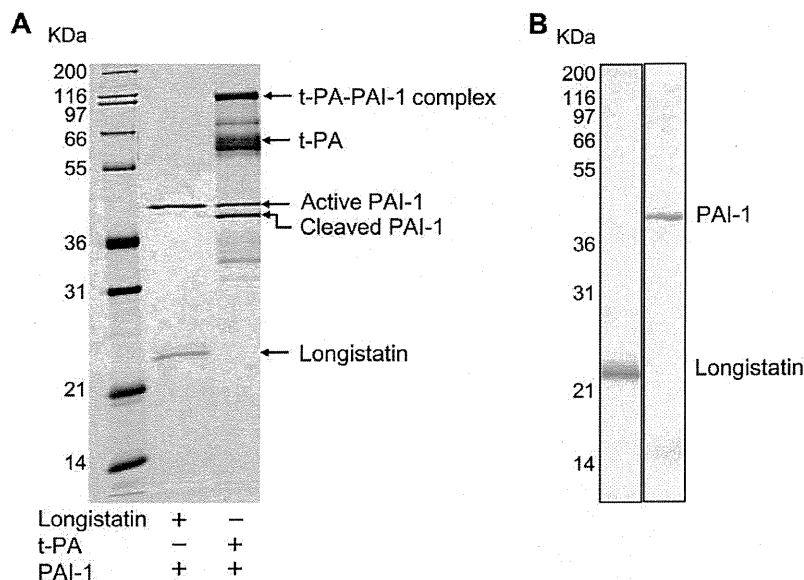 A
KDa
200
116
97
66
55
36
31
21
14
t-PA-PAI-1 complex
t-PA
Active PAI-1
Cleaved PAI-1
Longistatin
Longistatin + −
t-PA − +
PAI-1 + +
B
KDa
200
116
97
66
55
36
31
21
14
PAI-1
Longistatin